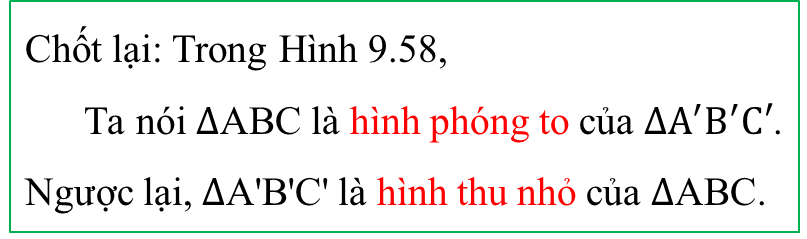 Chốt lại: Trong Hình 9.58,
Ta nói ΔABC là hình phóng to của ΔA′B′C′.
Ngược lại, ΔA'B'C' là hình thu nhỏ của ΔABC.